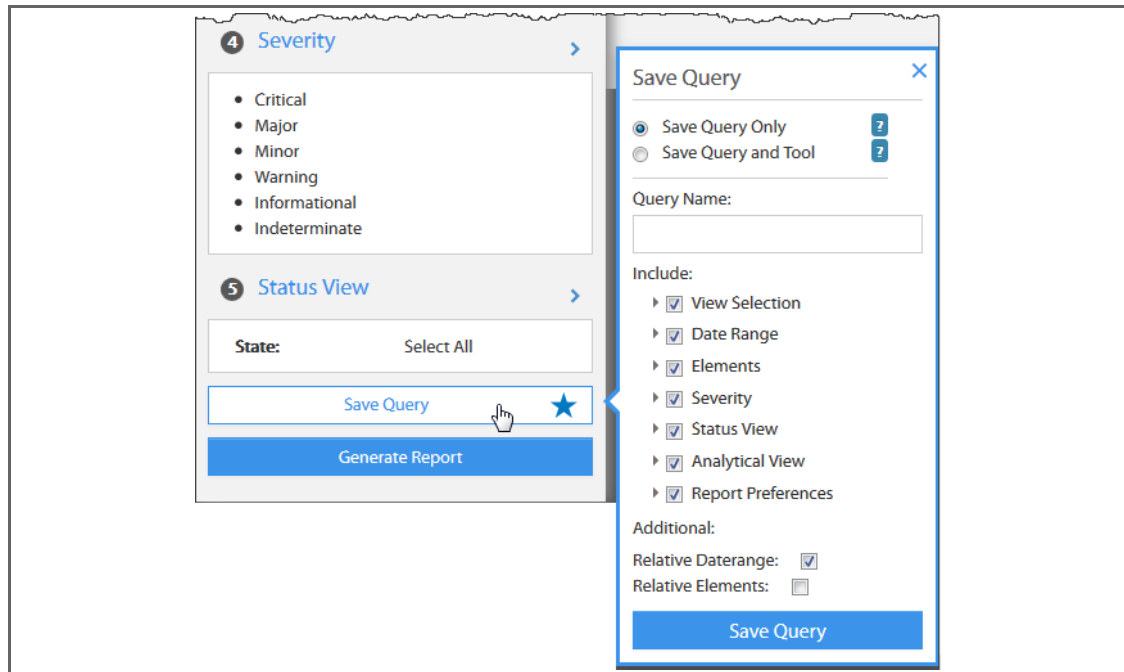 4 Severity
Critical
Major
Minor
Warning
Informational
Indeterminate
5 Status View
State: Select All
Save Query
Generate Report
Save Query
Save Query Only ?
Save Query and Tool ?
Query Name:
Include:
View Selection
Date Range
Elements
Severity
Status View
Analytical View
Report Preferences
Additional:
Relative Daterange:
Relative Elements:
Save Query